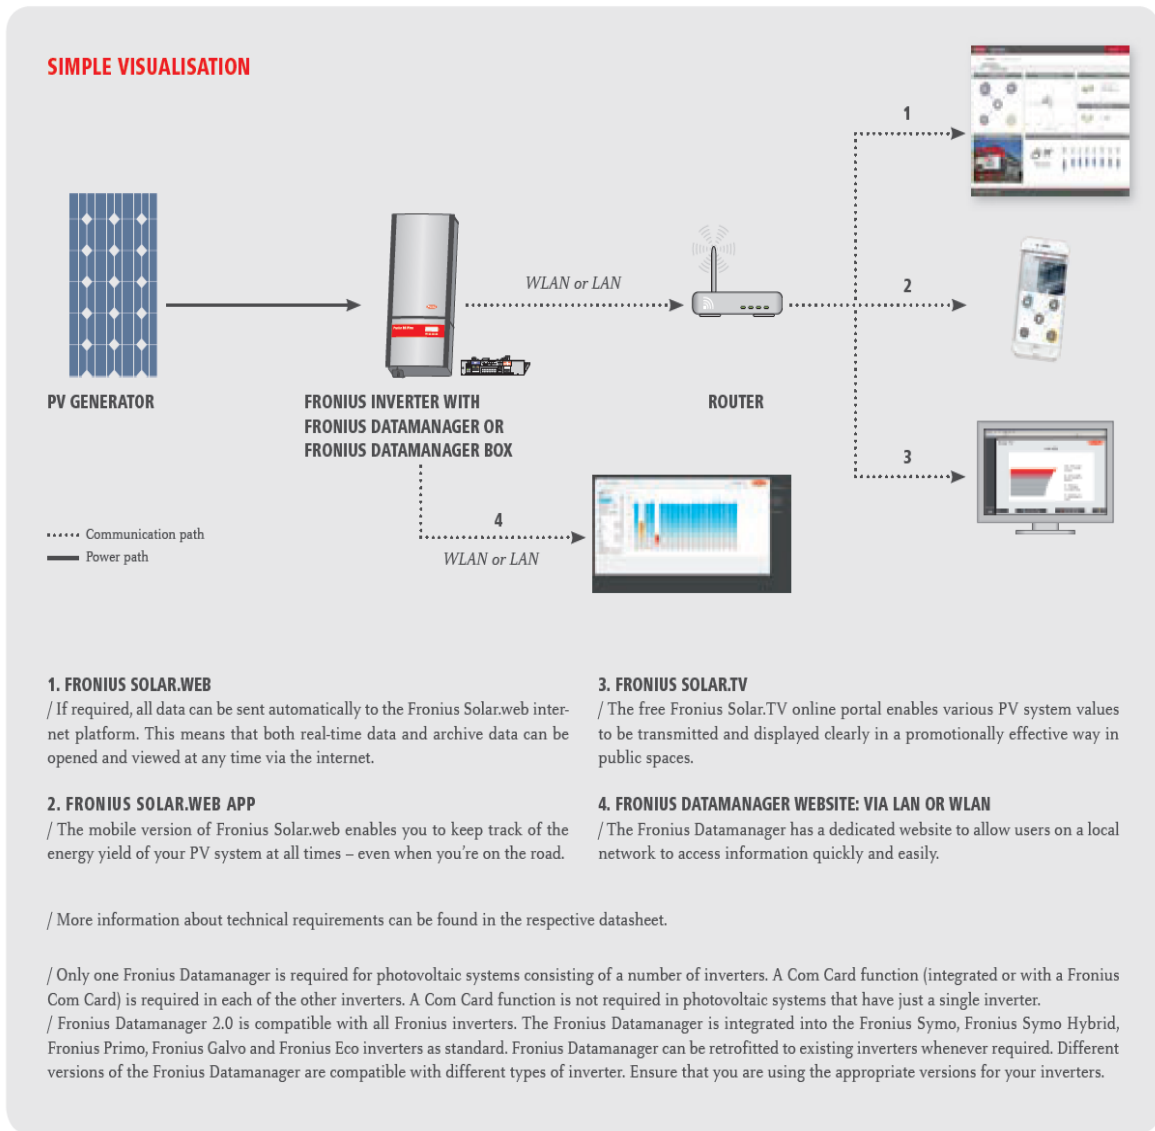 SIMPLE VISUALISATION
1
WLAN or LAN
2
PV GENERATOR
FRONIUS INVERTER WITH
FRONIUS DATAMANAGER OR
FRONIUS DATAMANAGER BOX
ROUTER
3
4
WLAN or LAN
Communication path
Power path
1. FRONIUS SOLAR.WEB
/ If required, all data can be sent automatically to the Fronius Solar.web inter-
net platform. This means that both real-time data and archive data can be
opened and viewed at any time via the internet.
2. FRONIUS SOLAR.WEB APP
/ The mobile version of Fronius Solar.web enables you to keep track of the
energy yield of your PV system at all times – even when you’re on the road.
3. FRONIUS SOLAR.TV
/ The free Fronius Solar.TV online portal enables various PV system values
to be transmitted and displayed clearly in a promotionally effective way in
public spaces.
4. FRONIUS DATAMANAGER WEBSITE: VIA LAN OR WLAN
/ The Fronius Datamanager has a dedicated website to allow users on a local
network to access information quickly and easily.
/ More information about technical requirements can be found in the respective datasheet.
/ Only one Fronius Datamanager is required for photovoltaic systems consisting of a number of inverters. A Com Card function (integrated or with a Fronius
Com Card) is required in each of the other inverters. A Com Card function is not required in photovoltaic systems that have just a single inverter.
/ Fronius Datamanager 2.0 is compatible with all Fronius inverters. The Fronius Datamanager is integrated into the Fronius Symo, Fronius Symo Hybrid,
Fronius Primo, Fronius Galvo and Fronius Eco inverters as standard. Fronius Datamanager can be retrofitted to existing inverters whenever required. Different
versions of the Fronius Datamanager are compatible with different types of inverter. Ensure that you are using the appropriate versions for your inverters.